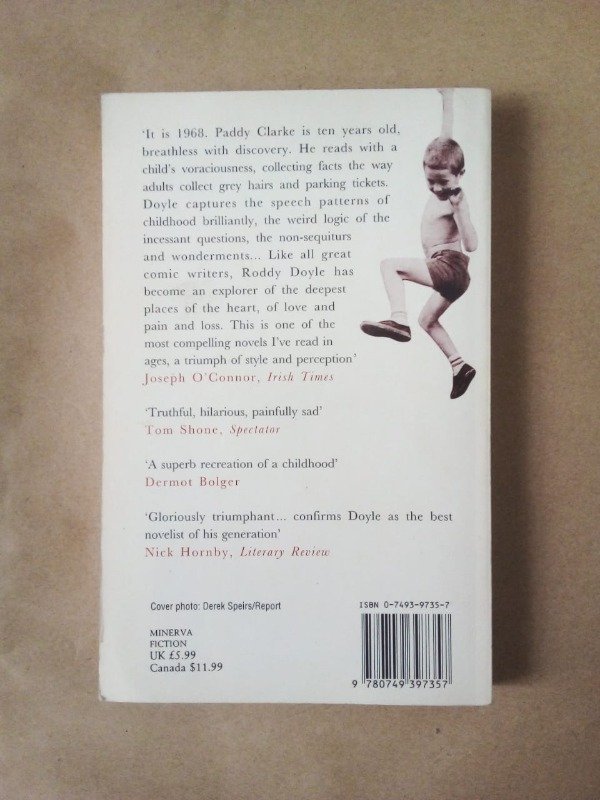 ‘It is 1968. Paddy Clarke is ten years old,
breathless with discovery. He reads with a
child’s voraciousness, collecting facts the way
adults collect grey hairs and parking tickets.
Doyle captures the speech patterns of
childhood brilliantly, the weird logic of the
incessant questions, the non-sequiturs
and wonderments... Like all great
comic writers, Roddy Doyle has
become an explorer of the deepest
places of the heart, of love and
pain and loss. This is one of the
most compelling novels I’ve read in
ages, a triumph of style and perception’
Joseph O’Connor, Irish Times
‘Truthful, hilarious, painfully sad’
Tom Shone, Spectator
‘A superb recreation of a childhood’
Dermot Bolger
‘Gloriously triumphant... confirms Doyle as the best
novelist of his generation’
Nick Hornby, Literary Review
Cover photo: Derek Speirs/Report
MINERVA
FICTION
UK £5.99
Canada $11.99
ISBN 0-7493-9735-7
9 780749 397357